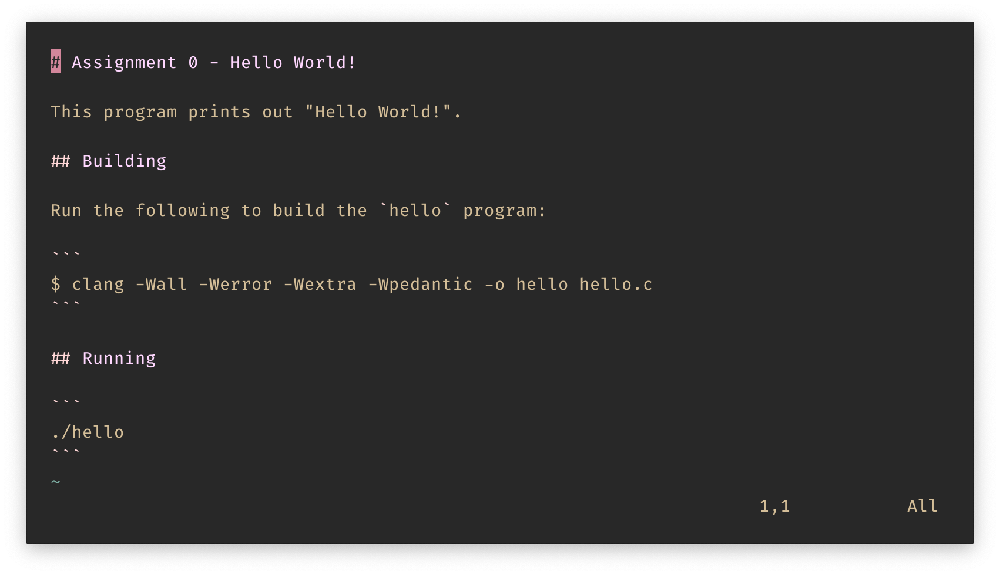 # Assignment 0 - Hello World!
This program prints out "Hello World!".
## Building
Run the following to build the `hello` program:
```
$ clang -Wall -Werror -Wextra -Wpedantic -o hello hello.c
```
## Running
```
./hello
```
~
1,1 All